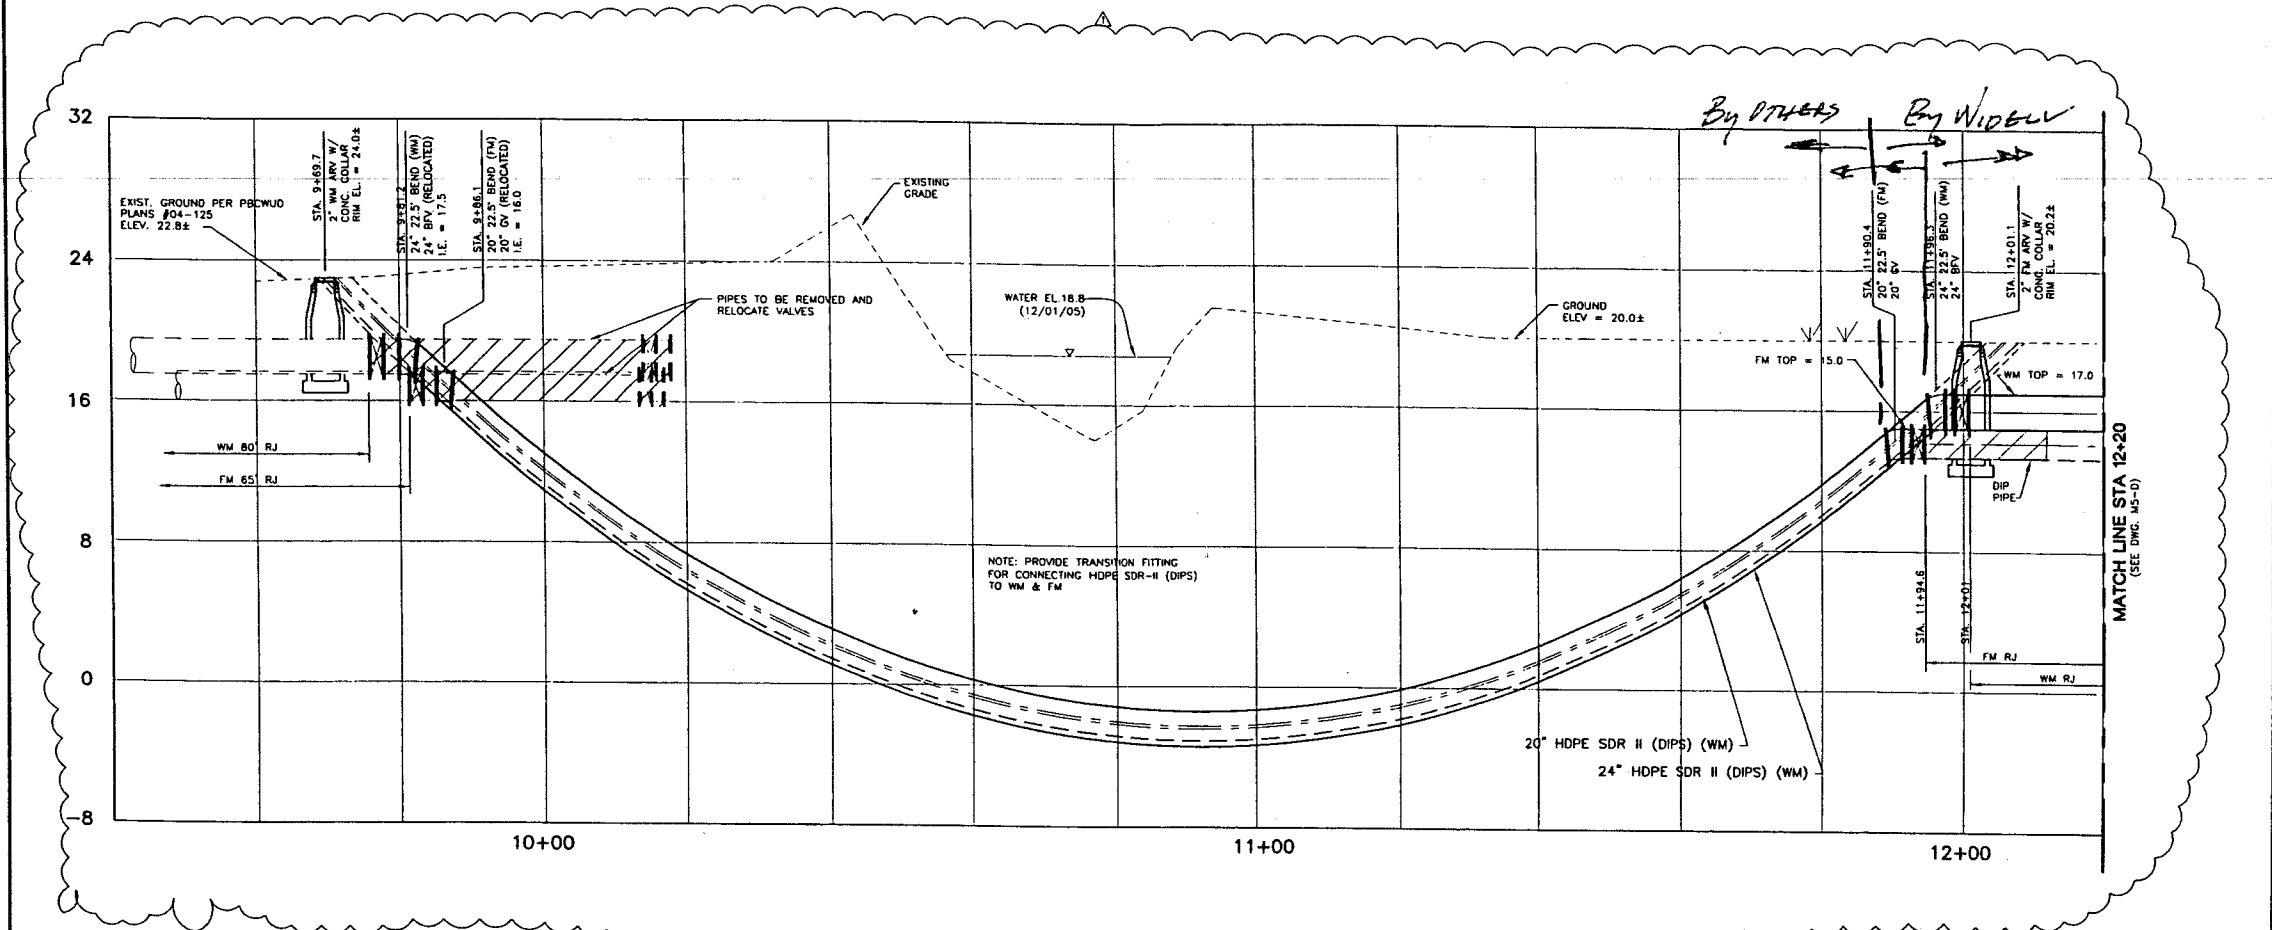 By OTHERS
By WIDELL
32
24
16
8
0
-8
EXIST. GROUND PER PBCWUD
PLANS #04-125
ELEV. 22.8±
STA. 9+69.7
2" WM ARV W/
CONC. COLLAR
RIM EL. = 24.0±
STA. 9+81.2
24" 22.5° BEND (WM)
24" BFV (RELOCATED)
I.E. = 17.5
STA. 9+86.1
20" 22.5° BEND (FM)
20" GV (RELOCATED)
I.E. = 16.0
EXISTING
GRADE
PIPES TO BE REMOVED AND
RELOCATE VALVES
WATER EL.18.8
(12/01/05)
GROUND
ELEV = 20.0±
STA. 11+90.4
20" 22.5° BEND (FM)
20" GV
STA. 11+96.3
24" 22.5° BEND (WM)
24" BFV
STA. 12+01.1
2" FM ARV W/
CONC. COLLAR
RIM EL. = 20.2±
FM TOP = 15.0
WM TOP = 17.0
WM 80' RJ
FM 65' RJ
DIP
PIPE
NOTE: PROVIDE TRANSITION FITTING
FOR CONNECTING HDPE SDR-II (DIPS)
TO WM & FM
STA. 11+94.6
STA. 12+01
FM RJ
WM RJ
20" HDPE SDR II (DIPS) (WM)
24" HDPE SDR II (DIPS) (WM)
MATCH LINE STA 12+20
(SEE DWG. M5-D)
10+00
11+00
12+00